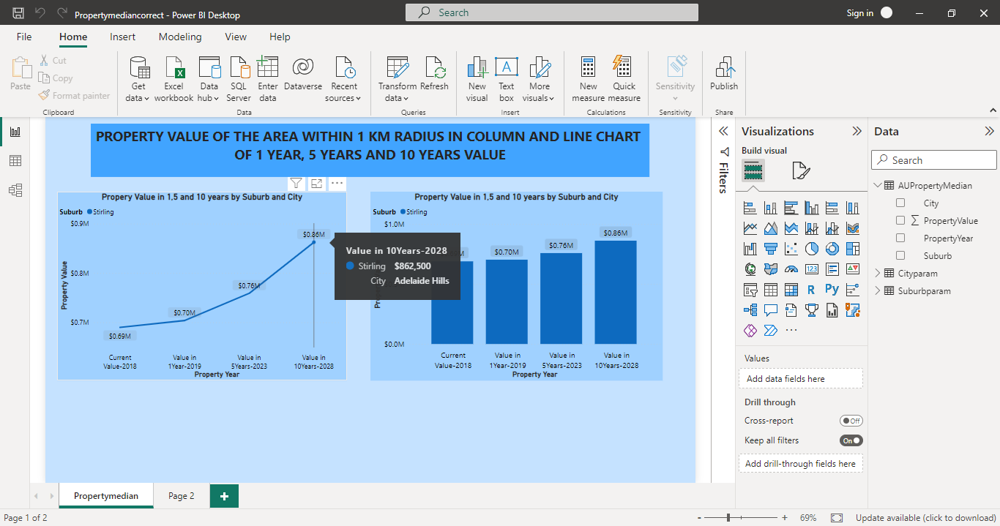 Propertymediancorrect - Power BI Desktop
Search
Sign in
File Home Insert Modeling View Help
Paste
Cut
Copy
Format painter
Clipboard
Get data
Excel workbook
Data hub
SQL Server
Enter data
Dataverse
Recent sources
Data
Transform data
Refresh
Queries
New visual
Text box
More visuals
Insert
New measure
Quick measure
Calculations
Sensitivity
Sensitivity
Publish
Share
PROPERTY VALUE OF THE AREA WITHIN 1 KM RADIUS IN COLUMN AND LINE CHART
OF 1 YEAR, 5 YEARS AND 10 YEARS VALUE
Propery Value in 1,5 and 10 years by Suburb and City
Suburb Stirling
$0.9M
$0.8M
$0.7M
Property Value
$0.69M
$0.70M
$0.76M
$0.86M
Current
Value-2018
Value in
1Year-2019
Value in
5Years-2023
Value in
10Years-2028
Property Year
Value in 10Years-2028
Stirling $862,500
City Adelaide Hills
Propery Value in 1,5 and 10 years by Suburb and City
Suburb Stirling
$1.0M
$0.0M
$0.70M
$0.76M
$0.86M
Current
Value-2018
Value in
1Year-2019
Value in
5Years-2023
Value in
10Years-2028
Property Year
Filters
Visualizations
Build visual
R
Py
123
Values
Add data fields here
Drill through
Cross-report
Off
Keep all filters
On
Add drill-through fields here
Data
Search
AUPropertyMedian
City
PropertyValue
PropertyYear
Suburb
Cityparam
Suburbparam
Propertymedian
Page 2
Page 1 of 2
69%
Update available (click to download)